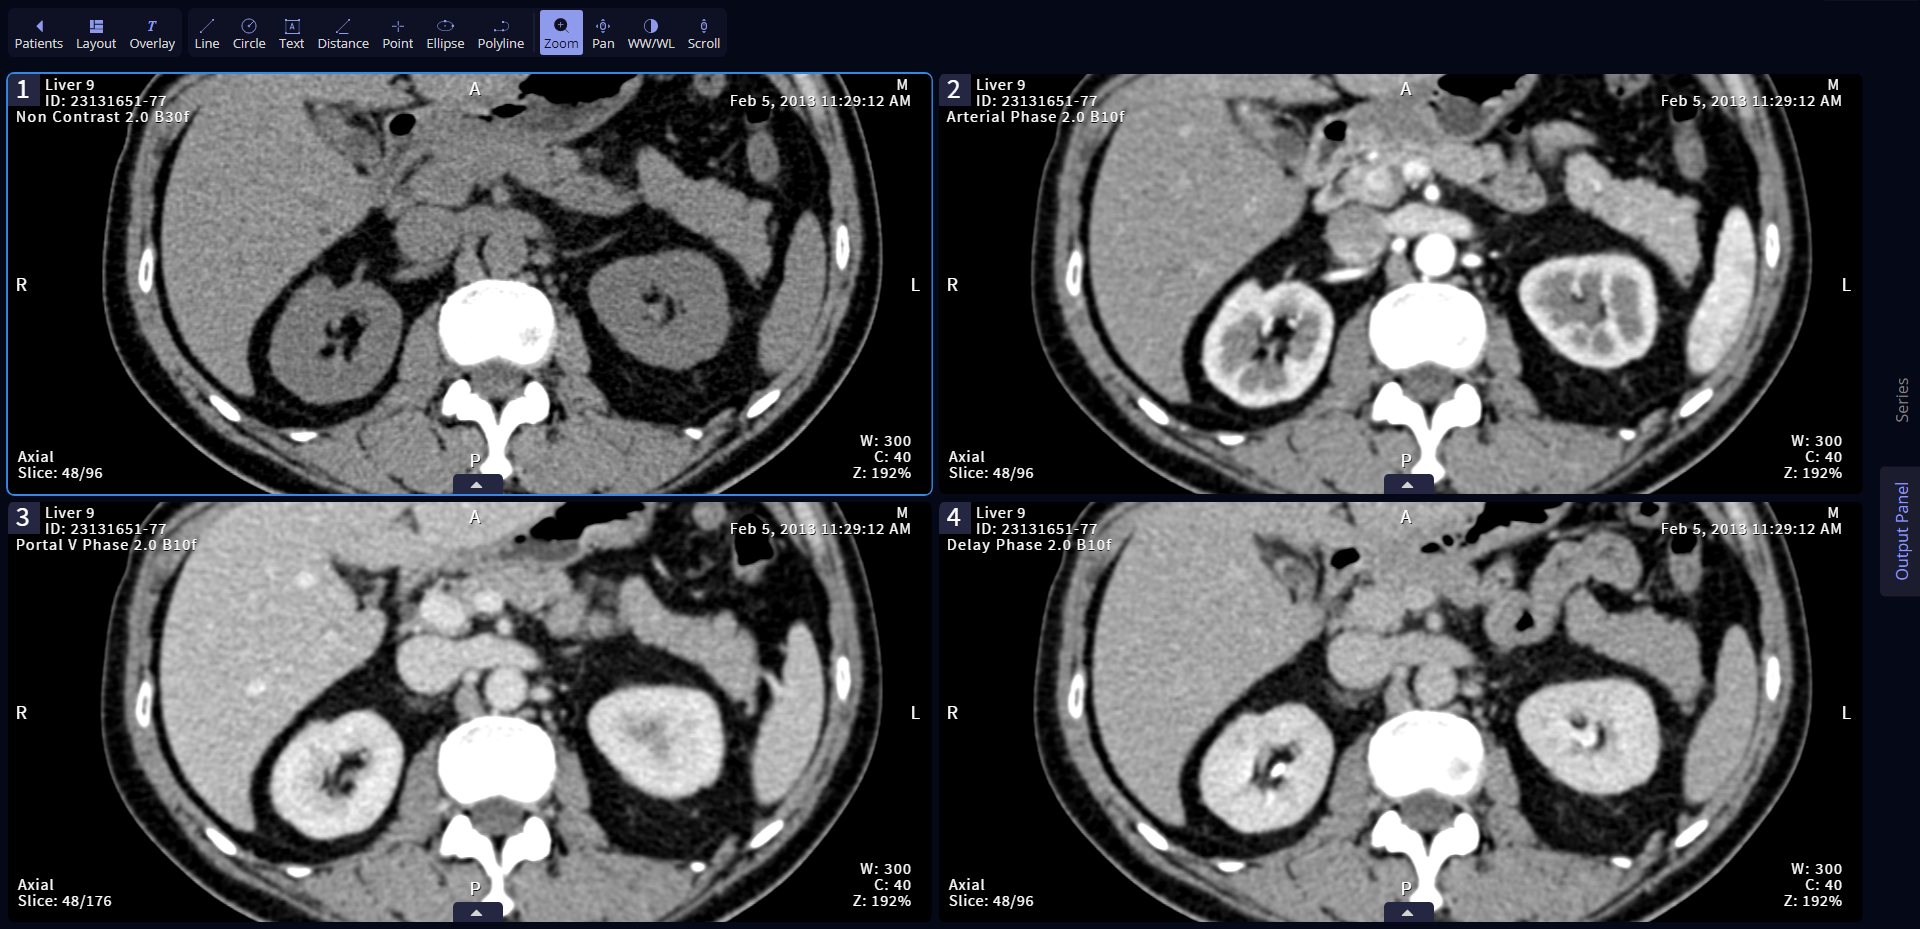 Patients Layout Overlay Line Circle Text Distance Point Ellipse Polyline Zoom Pan WW/WL Scroll
1 Liver 9 A M
ID: 23131651-77 Feb 5, 2013 11:29:12 AM
Non Contrast 2.0 B30f
R L
W: 300
Axial P C: 40
Slice: 48/96 Z: 192%
2 Liver 9 A M
ID: 23131651-77 Feb 5, 2013 11:29:12 AM
Arterial Phase 2.0 B10f
R L
W: 300
Axial P C: 40
Slice: 48/96 Z: 192%
3 Liver 9 A M
ID: 23131651-77 Feb 5, 2013 11:29:12 AM
Portal V Phase 2.0 B10f
R L
W: 300
Axial P C: 40
Slice: 48/176 Z: 192%
4 Liver 9 A M
ID: 23131651-77 Feb 5, 2013 11:29:12 AM
Delay Phase 2.0 B10f
R L
W: 300
Axial P C: 40
Slice: 48/96 Z: 192%
Series
Output Panel